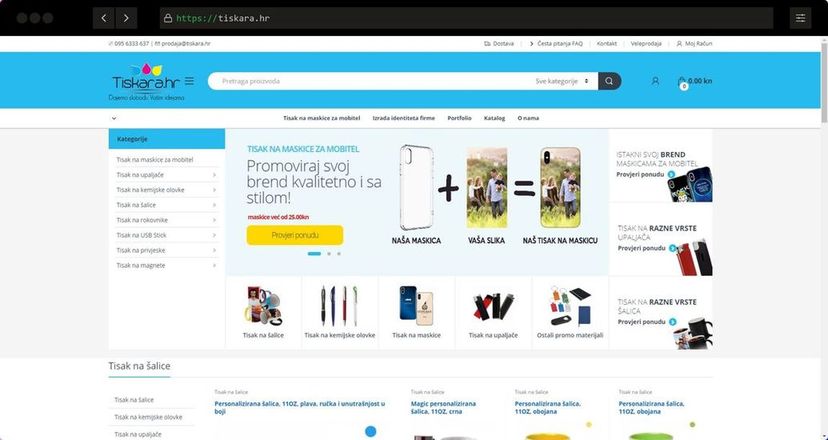 https://tiskara.hr
095 6333 637 | prodaja@tiskara.hr
Dostava
Česta pitanja FAQ
Kontakt
Veleprodaja
Moj Račun
Tiskara.hr
Dajemo slobodu Vašim idejama
Pretraga proizvoda
Sve kategorije
0
0.00 kn
Tisak na maskice za mobitel
Izrada identiteta firme
Portfolio
Katalog
O nama
Kategorije
Tisak na maskice za mobitel
Tisak na upaljače
Tisak na kemijske olovke
Tisak na šalice
Tisak na rokovnike
Tisak na USB Stick
Tisak na privjeske
Tisak na magnete
TISAK NA MASKICE ZA MOBITEL
Promoviraj svoj
brend kvalitetno i sa
stilom!
maskice već od 25.00kn
Provjeri ponudu
NAŠA MASKICA
VAŠA SLIKA
NAŠ TISAK NA MASKICU
ISTAKNI SVOJ BREND
MASKICAMA ZA MOBITEL
Provjeri ponudu
TISAK NA RAZNE VRSTE
UPALJAČA
Provjeri ponudu
TISAK NA RAZNE VRSTE
ŠALICA
Provjeri ponudu
Tisak na šalice
Tisak na kemijske olovke
Tisak na maskice
Tisak na upaljače
Ostali promo materijali
Tisak na šalice
Tisak na šalice
Tisak na kemijske olovke
Tisak na upaljače
Tisak na šalice
Personalizirana šalica, 11OZ, plava, ručka i unutrašnjost u
boji
Tisak na šalice
Magic personalizirana
šalica, 11OZ, crna
Tisak na šalice
Personalizirana šalica,
11OZ, obojana
Tisak na šalice
Personalizirana šalica,
11OZ, obojana